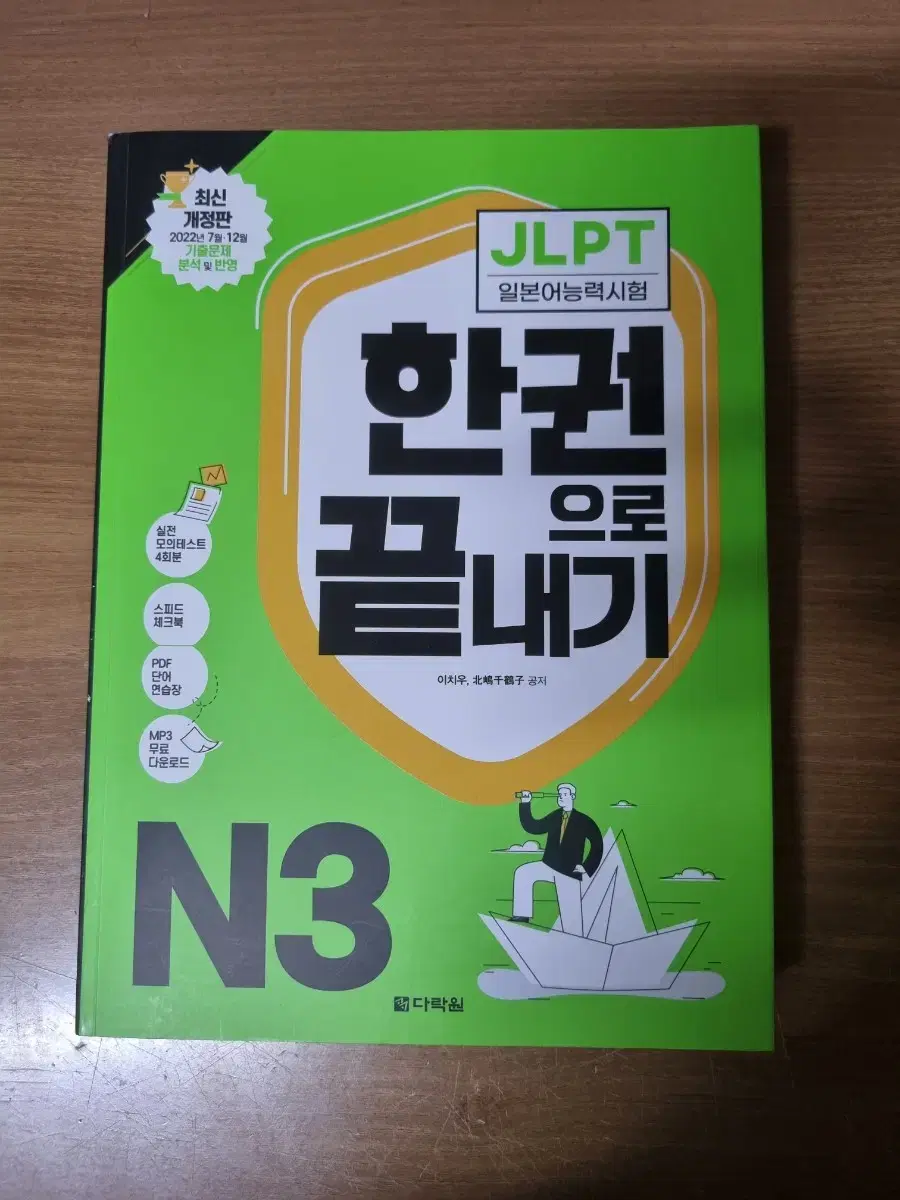 최신
개정판
2022년 7월·12월
기출문제
분석 및 반영
JLPT
일본어능력시험
한권
으로
끝내기
이치우, 北嶋千鶴子 공저
실전
모의테스트
4회분
스피드
체크북
PDF
단어
연습장
MP3
무료
다운로드
N3
다락원